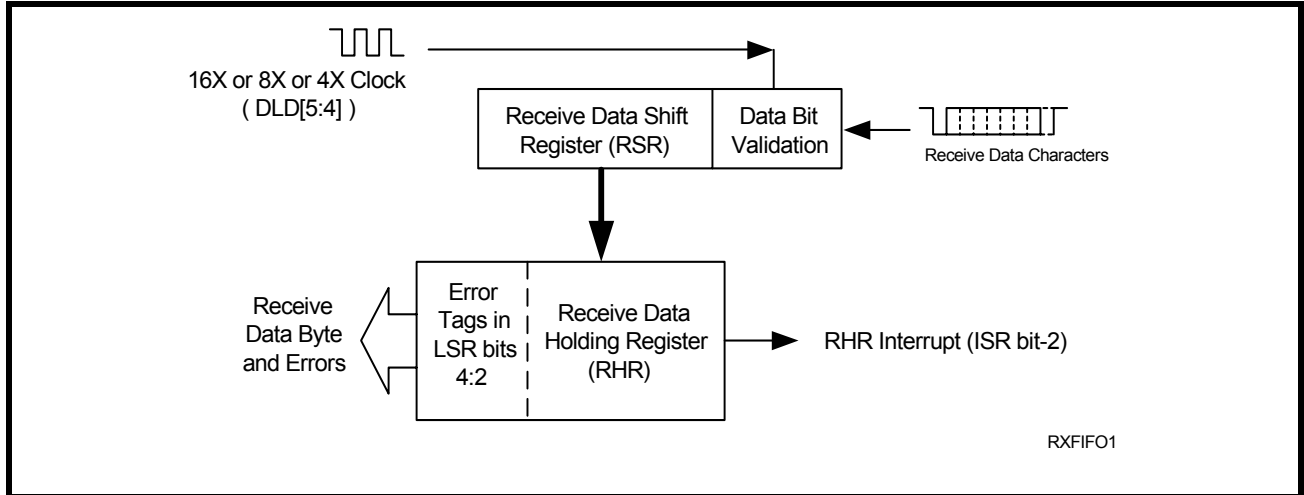 16X or 8X or 4X Clock
( DLD[5:4] )
Receive Data Shift
Register (RSR)
Data Bit
Validation
Receive Data Characters
Receive
Data Byte
and Errors
Error
Tags in
LSR bits
4:2
Receive Data
Holding Register
(RHR)
RHR Interrupt (ISR bit-2)
RXFIFO1